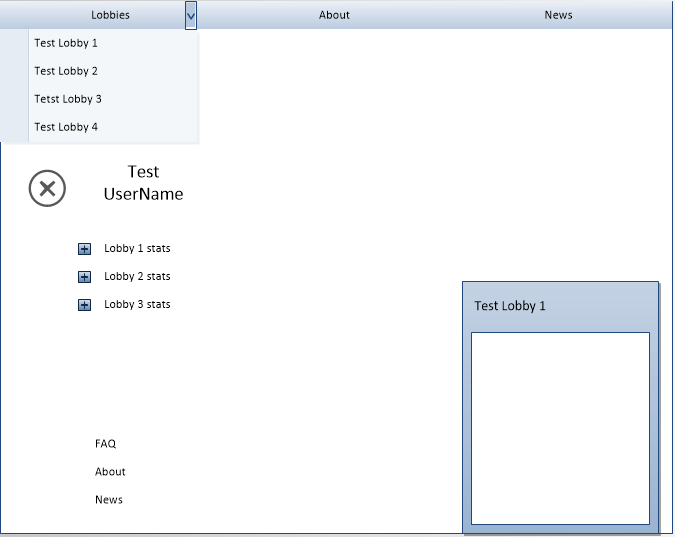 Lobbies
About
News
Test Lobby 1
Test Lobby 2
Tetst Lobby 3
Test Lobby 4
Test
UserName
Lobby 1 stats
Lobby 2 stats
Lobby 3 stats
Test Lobby 1
FAQ
About
News